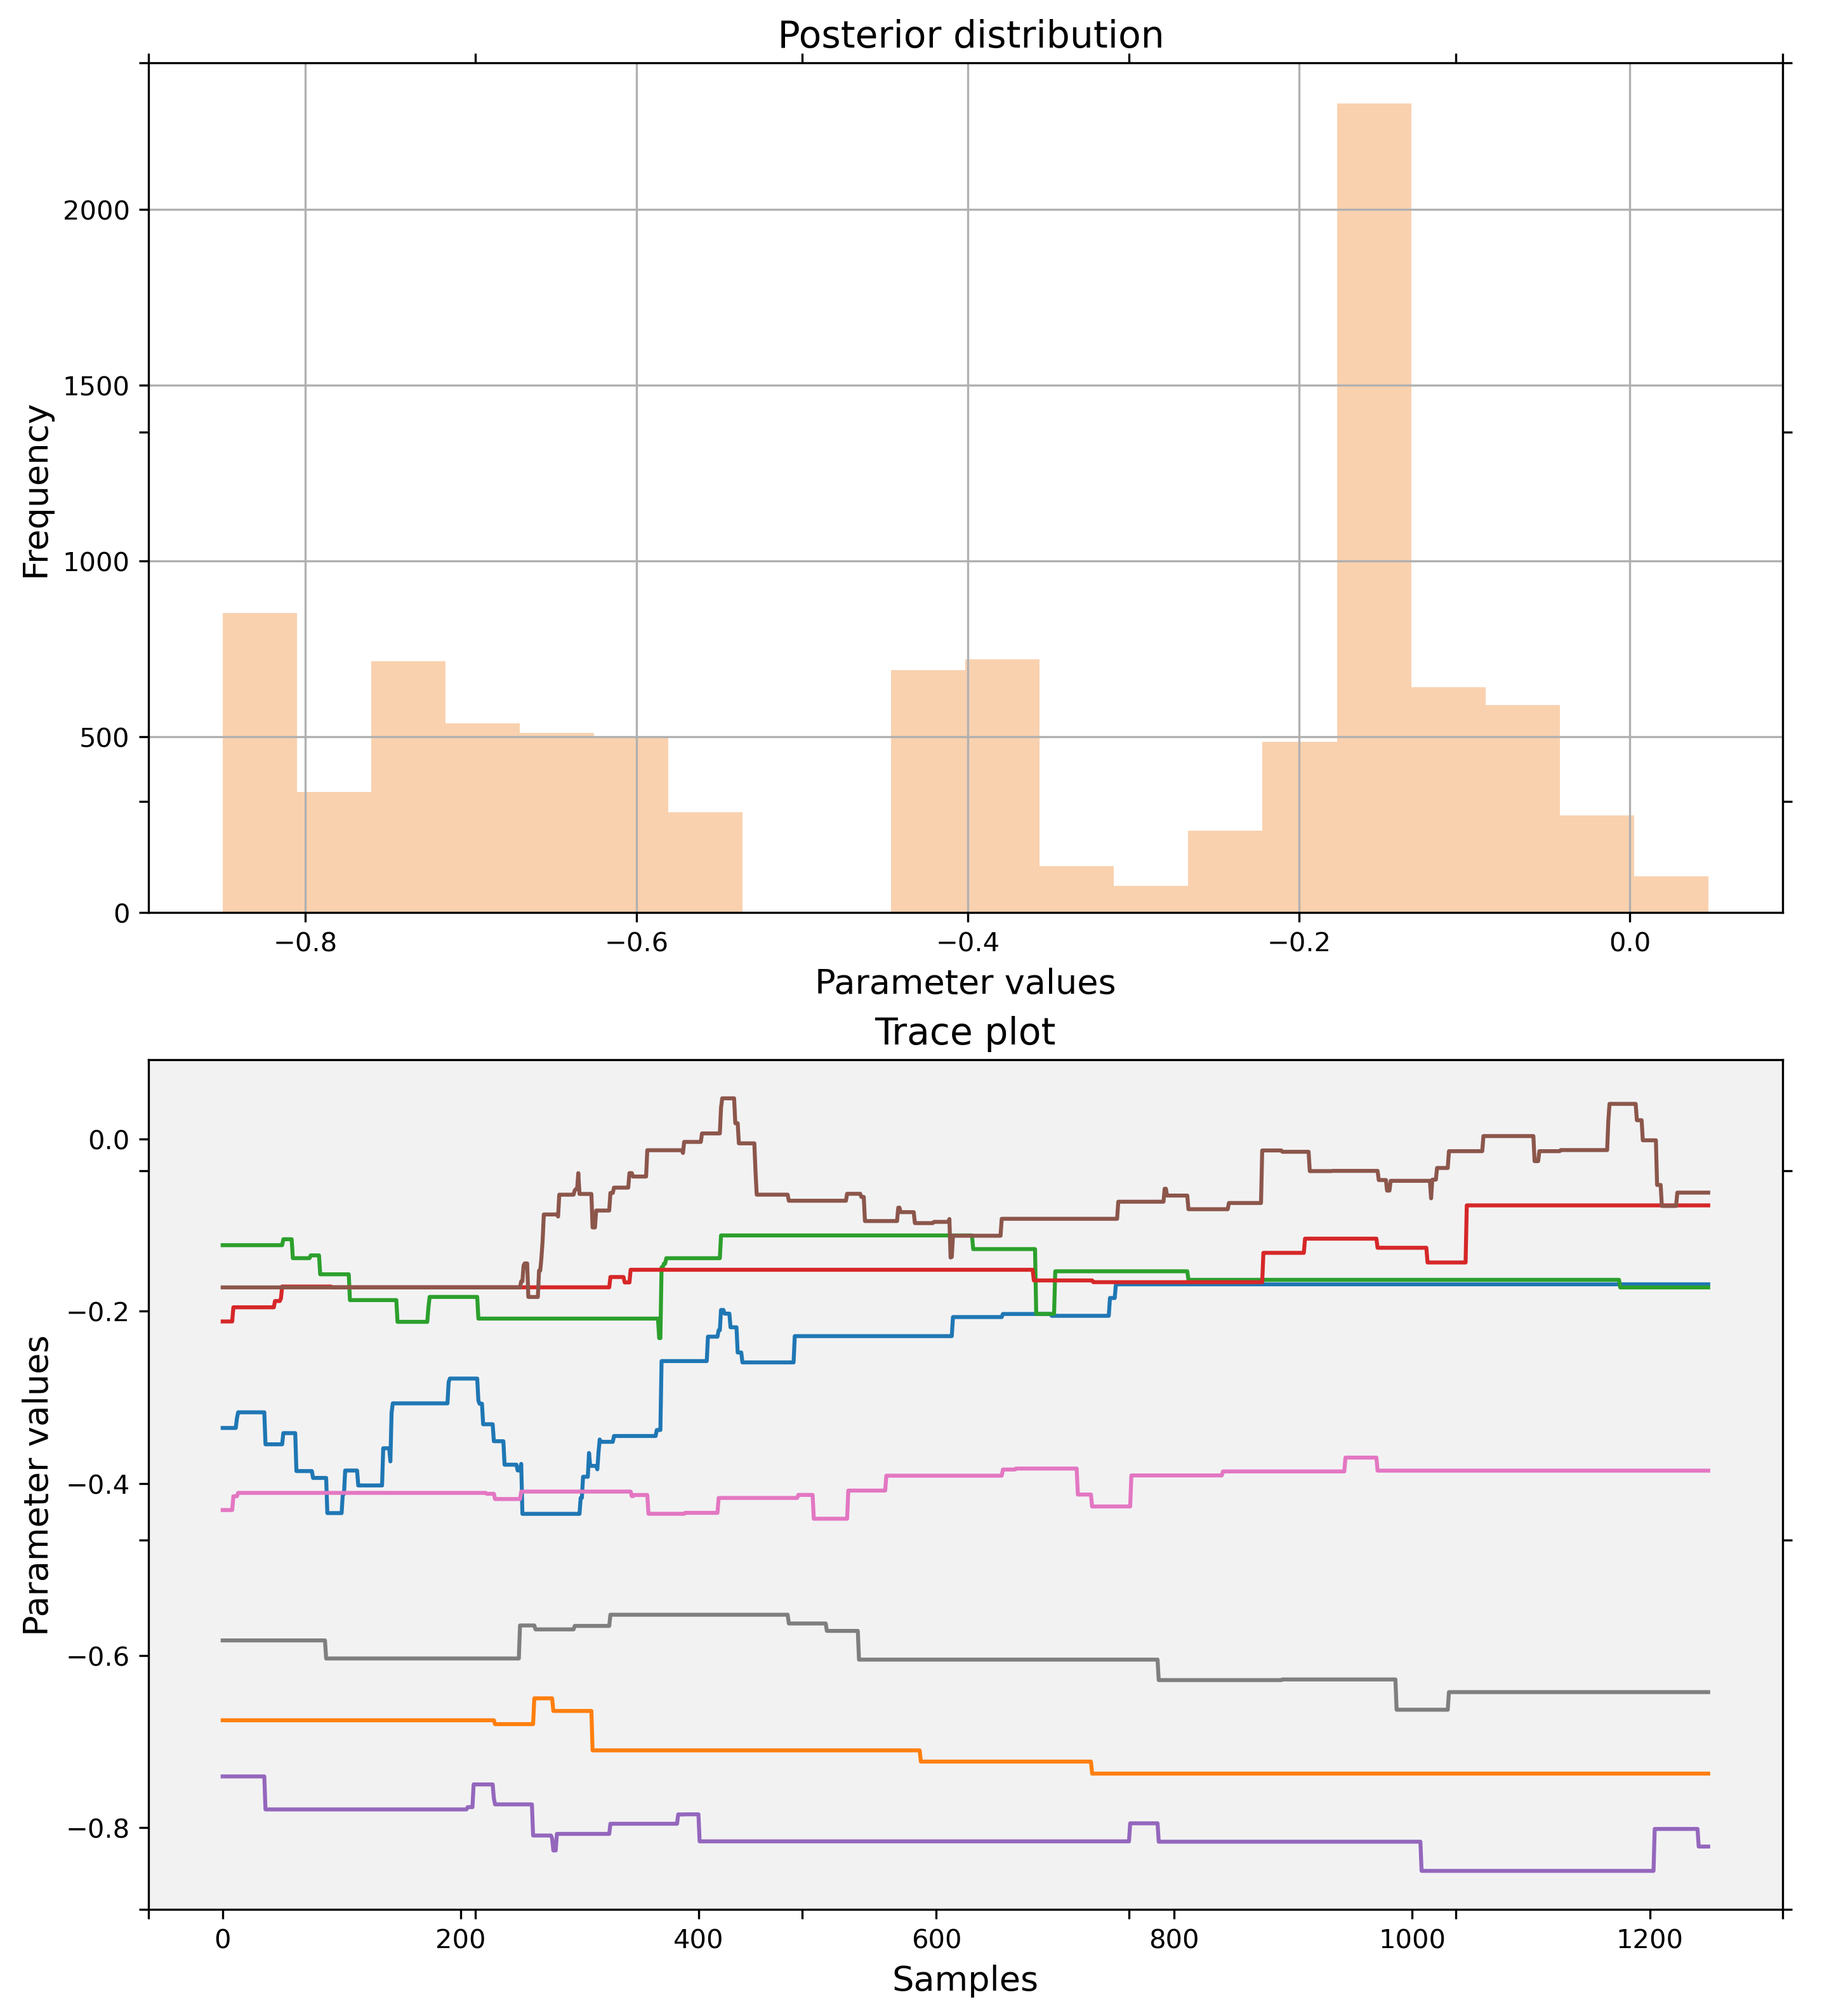 Posterior distribution
Frequency
2000
1500
1000
500
0
−0.8 −0.6 −0.4 −0.2 0.0
Parameter values
Trace plot
Parameter values
0.0
−0.2
−0.4
−0.6
−0.8
0 200 400 600 800 1000 1200
Samples